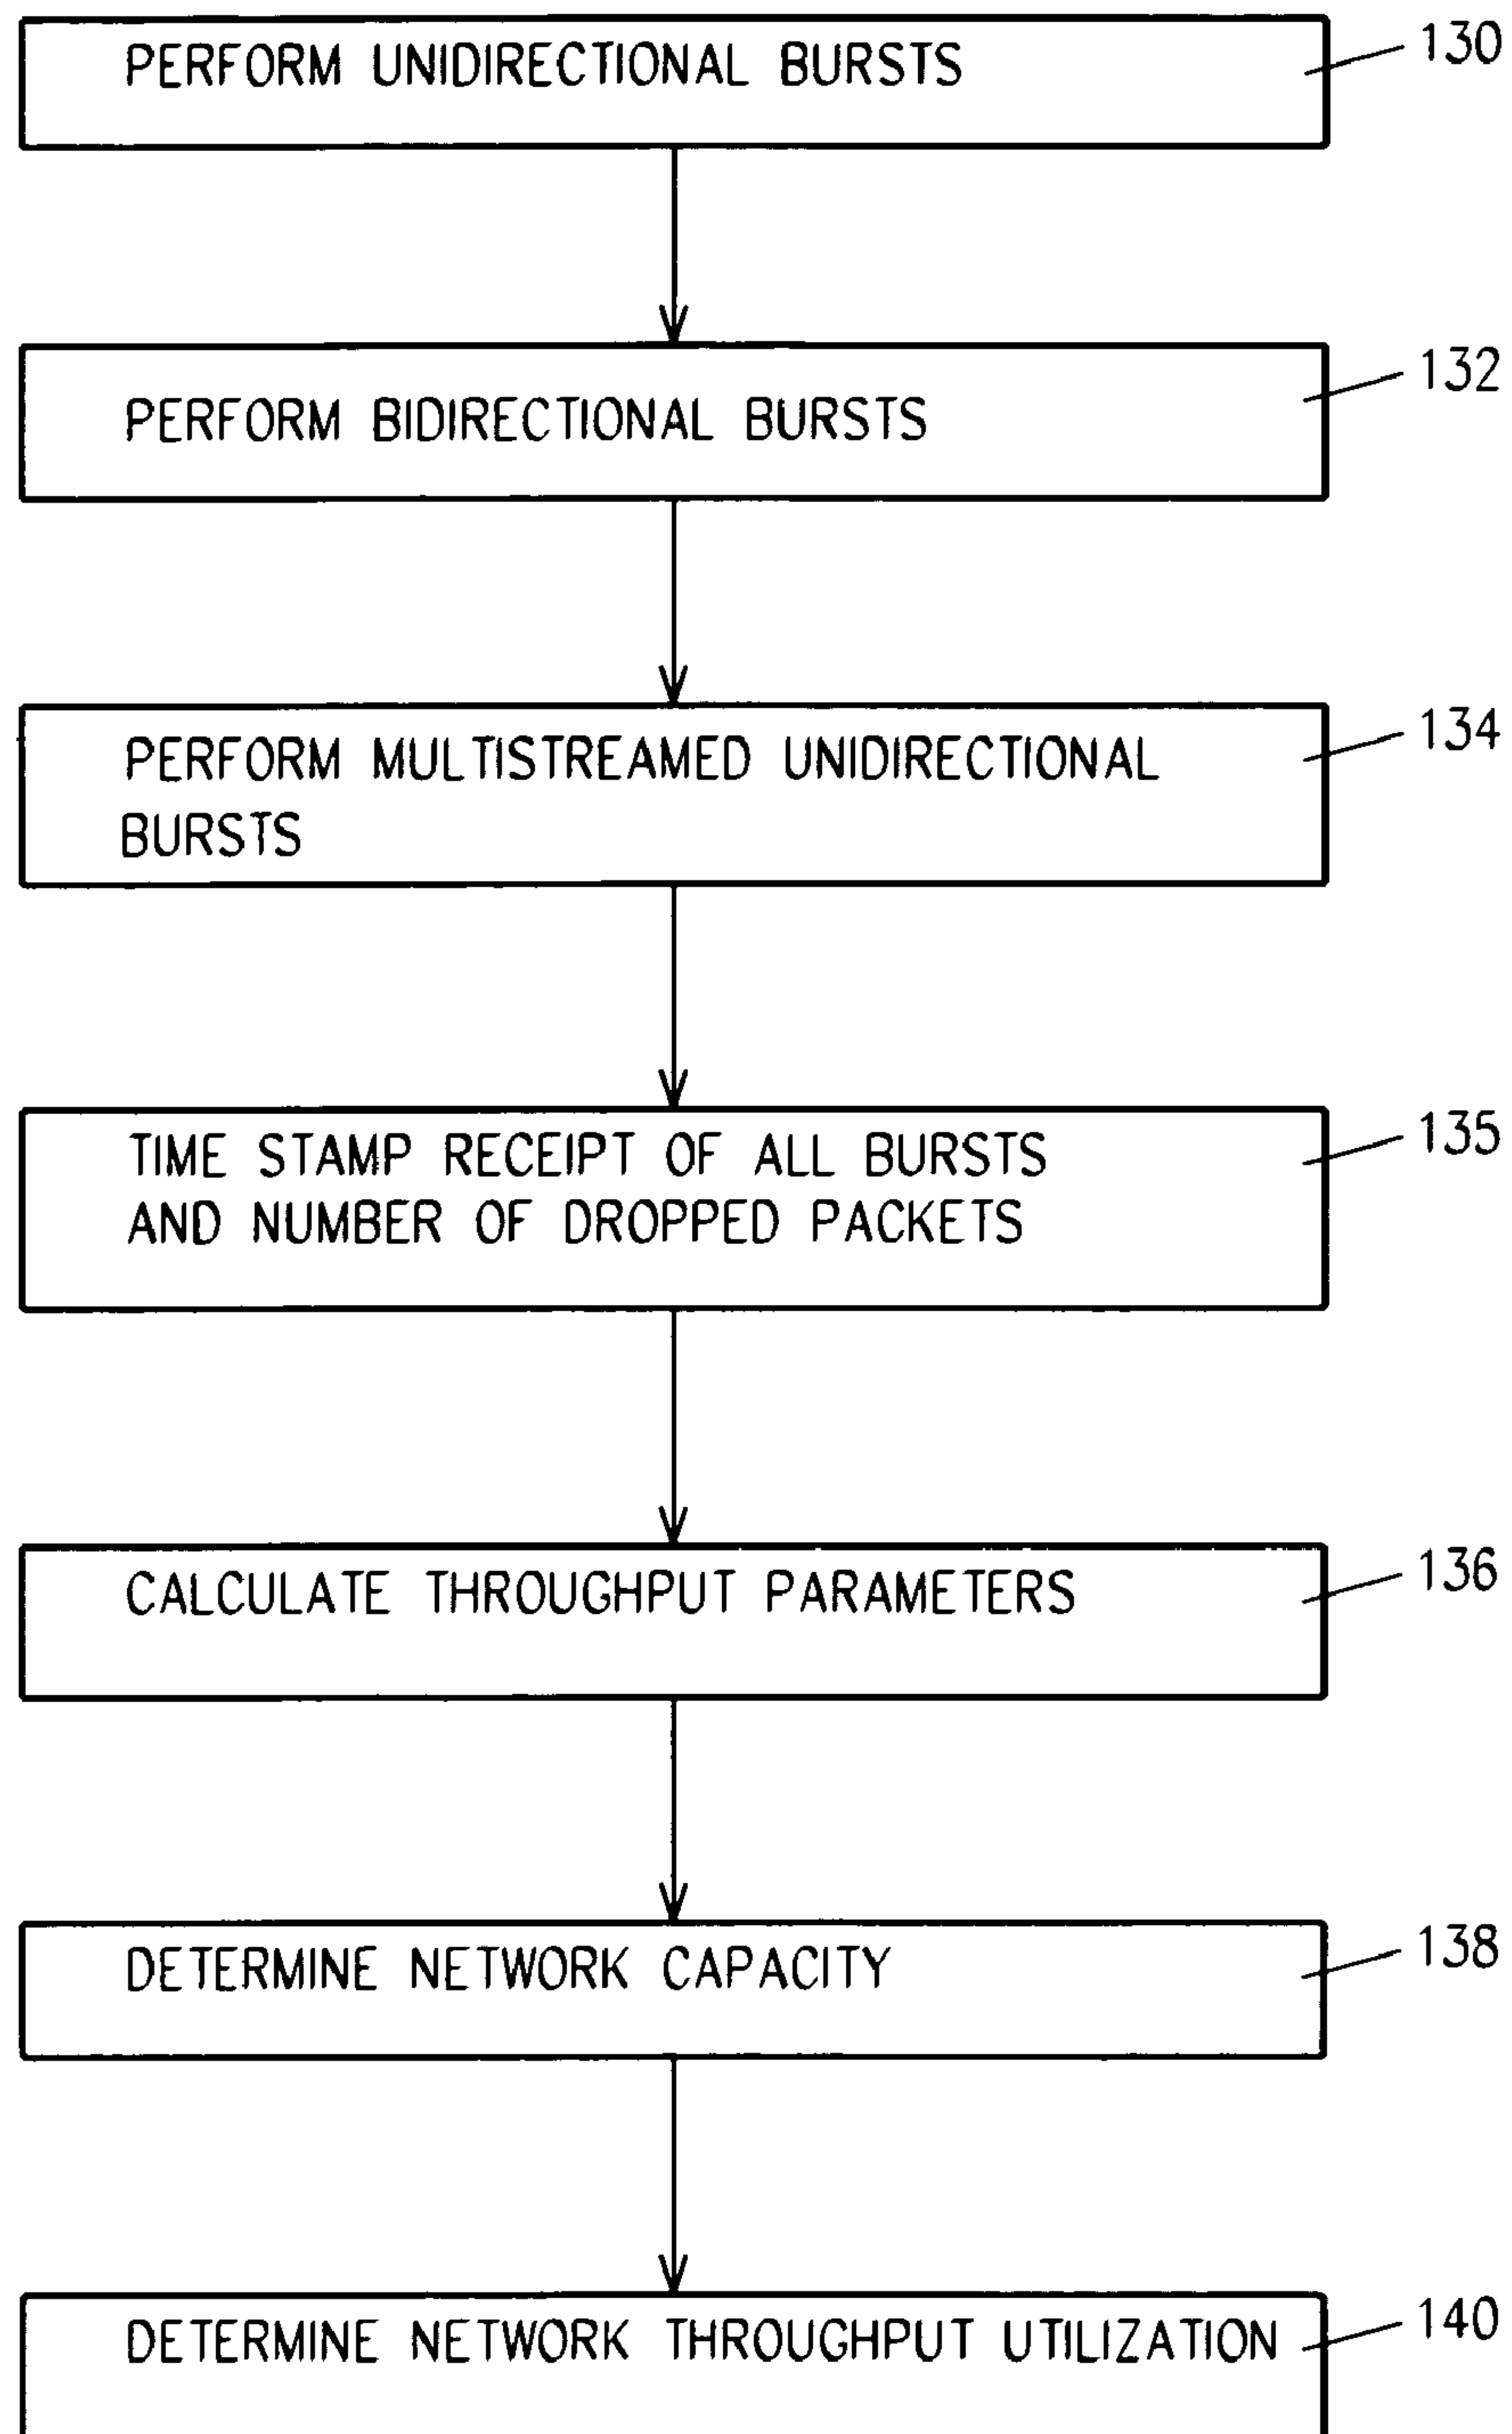 PERFORM UNIDIRECTIONAL BURSTS
130
PERFORM BIDIRECTIONAL BURSTS
132
PERFORM MULTISTREAMED UNIDIRECTIONAL
BURSTS
134
TIME STAMP RECEIPT OF ALL BURSTS
AND NUMBER OF DROPPED PACKETS
135
CALCULATE THROUGHPUT PARAMETERS
136
DETERMINE NETWORK CAPACITY
138
DETERMINE NETWORK THROUGHPUT UTILIZATION
140